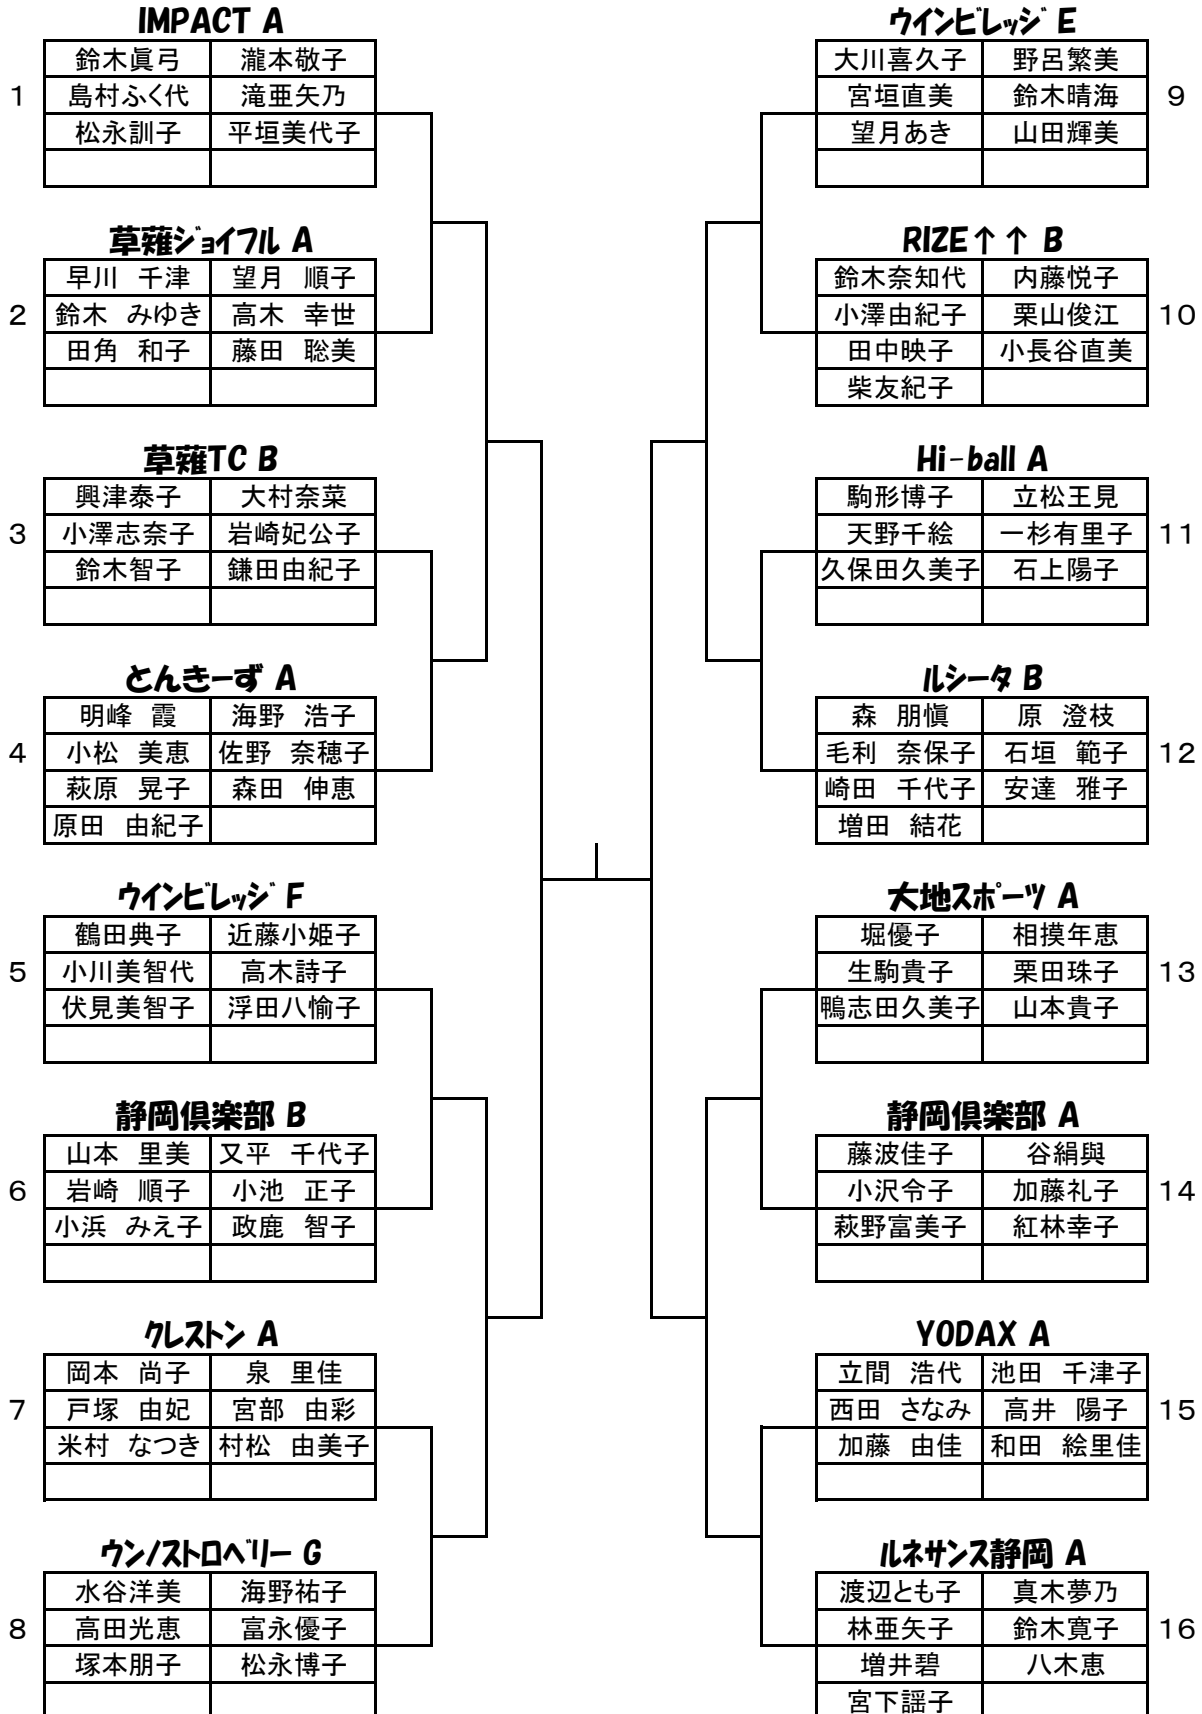 IMPACT A
鈴木眞弓 瀧本敬子
1 島村ふく代 滝亜矢乃
松永訓子 平垣美代子
草薙ｼﾞｮｲﾌﾙ A
早川 千津 望月 順子
2 鈴木 みゆき 高木 幸世
田角 和子 藤田 聡美
草薙TC B
興津泰子 大村奈菜
3 小澤志奈子 岩崎妃公子
鈴木智子 鎌田由紀子
とんきーず A
明峰 霞 海野 浩子
4 小松 美恵 佐野 奈穂子
萩原 晃子 森田 伸恵
原田 由紀子
ｳｲﾝﾋﾞﾚｯｼﾞ F
鶴田典子 近藤小姫子
5 小川美智代 高木詩子
伏見美智子 浮田八愉子
静岡倶楽部 B
山本 里美 又平 千代子
6 岩崎 順子 小池 正子
小浜 みえ子 政鹿 智子
ｸﾚｽﾄﾝ A
岡本 尚子 泉 里佳
7 戸塚 由妃 宮部 由彩
米村 なつき 村松 由美子
ウンノストロベリー G
水谷洋美 海野祐子
8 高田光恵 富永優子
塚本朋子 松永博子
ｳｲﾝﾋﾞﾚｯｼﾞ E
大川喜久子 野呂繁美
宮垣直美 鈴木晴海 9
望月あき 山田輝美
RIZE↑↑ B
鈴木奈知代 内藤悦子
小澤由紀子 栗山俊江 10
田中映子 小長谷直美
柴友紀子
Hi-ball A
駒形博子 立松王見
天野千絵 一杉有里子 11
久保田久美子 石上陽子
ルシータ B
森 朋愼 原 澄枝
毛利 奈保子 石垣 範子 12
崎田 千代子 安達 雅子
増田 結花
大地ｽﾎﾟｰﾂ A
堀優子 相撲年恵
生駒貴子 栗田珠子 13
鴨志田久美子 山本貴子
静岡倶楽部 A
藤波佳子 谷絹與
小沢令子 加藤礼子 14
萩野富美子 紅林幸子
YODAX A
立間 浩代 池田 千津子
西田 さなみ 高井 陽子 15
加藤 由佳 和田 絵里佳
ﾙﾈｻﾝｽ静岡 A
渡辺とも子 真木夢乃
林亜矢子 鈴木寛子 16
増井碧 八木恵
宮下謡子